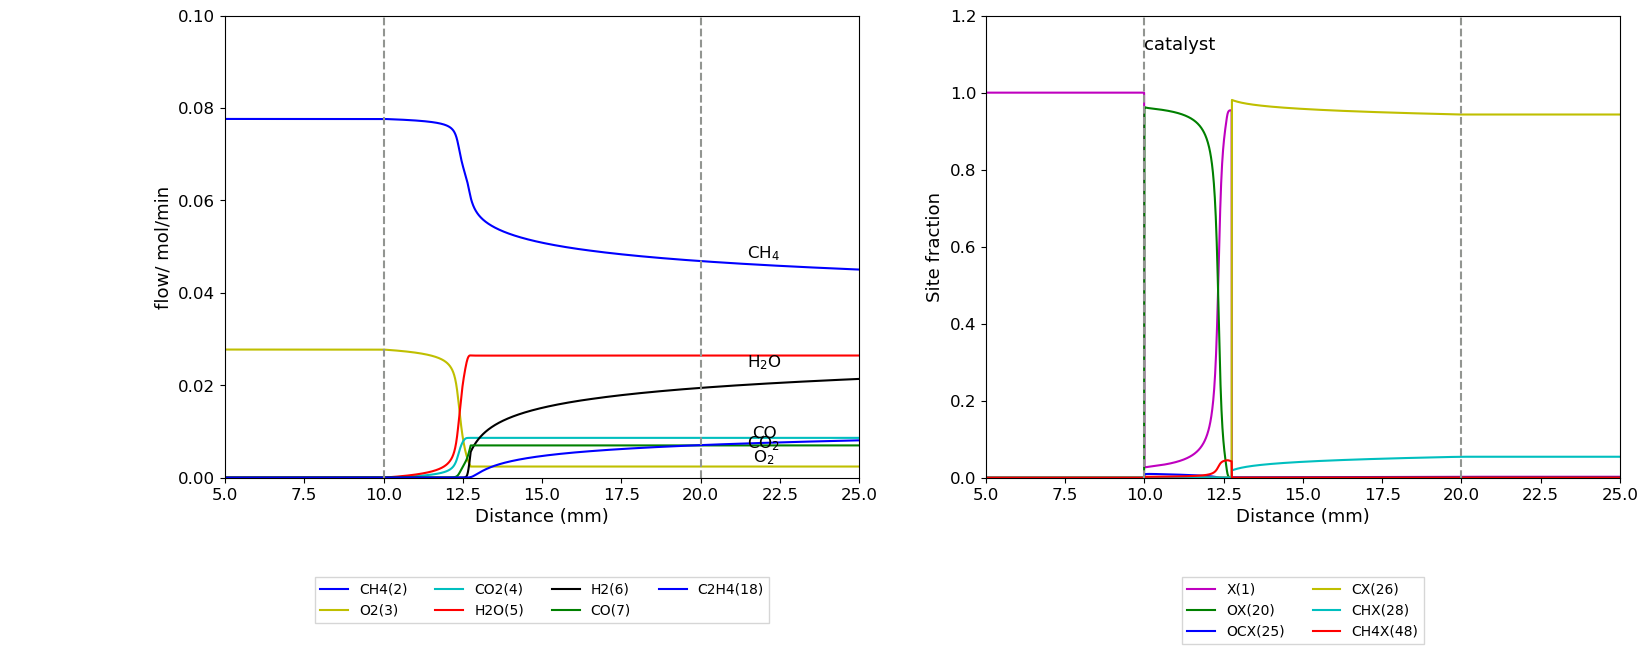 0.10
0.08
0.06
0.04
0.02
0.00
flow/ mol/min
CH₄
H₂O
CO
CO₂
O₂
5.0 7.5 10.0 12.5 15.0 17.5 20.0 22.5 25.0
Distance (mm)
CH4(2) CO2(4) H2(6) C2H4(18)
O2(3) H2O(5) CO(7)
1.2
1.0
0.8
0.6
0.4
0.2
0.0
Site fraction
catalyst
5.0 7.5 10.0 12.5 15.0 17.5 20.0 22.5 25.0
Distance (mm)
X(1) CX(26)
OX(20) CHX(28)
OCX(25) CH4X(48)